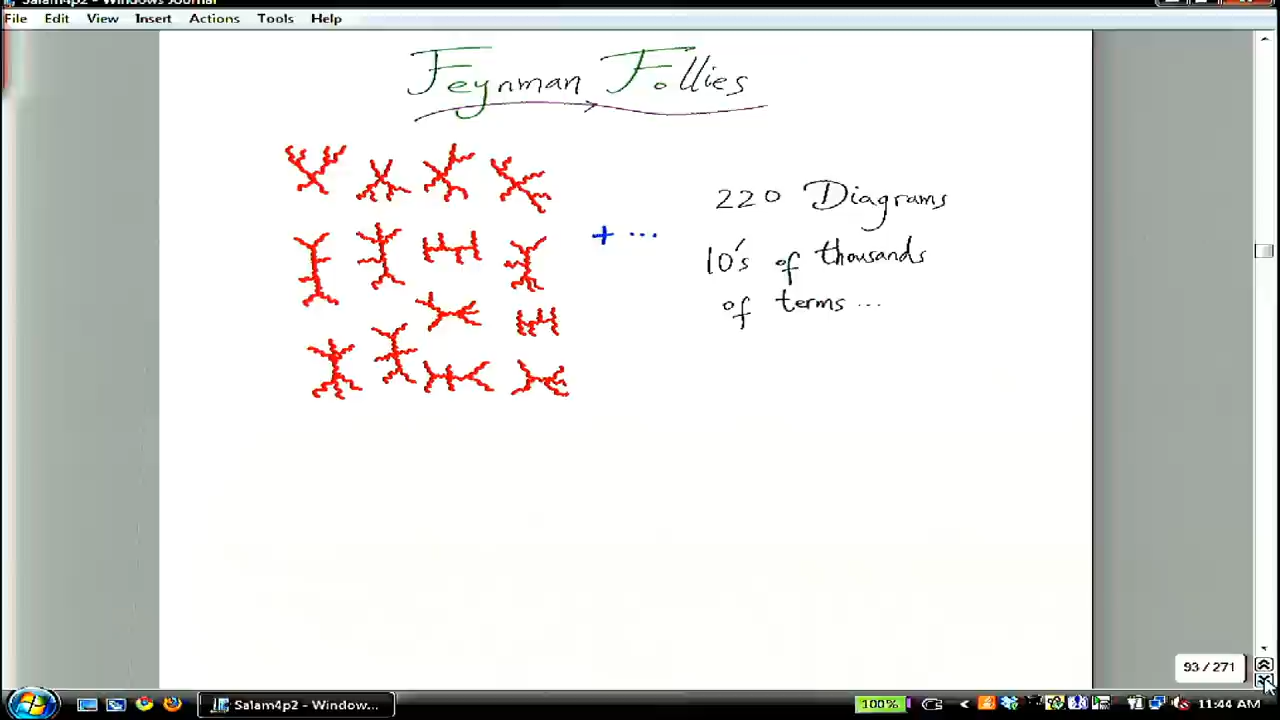 Salam4p2 - Windows Journal
File Edit View Insert Actions Tools Help
Feynman Follies
+ ...
220 Diagrams
10's of thousands
of terms ...
93 / 271
Salam4p2 - Window...
100%
11:44 AM